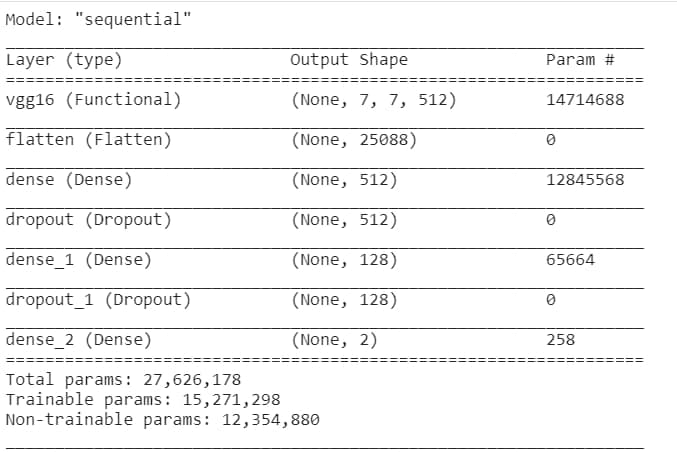 Model: "sequential"
Layer (type) Output Shape Param #
vgg16 (Functional) (None, 7, 7, 512) 14714688
flatten (Flatten) (None, 25088) 0
dense (Dense) (None, 512) 12845568
dropout (Dropout) (None, 512) 0
dense_1 (Dense) (None, 128) 65664
dropout_1 (Dropout) (None, 128) 0
dense_2 (Dense) (None, 2) 258
Total params: 27,626,178
Trainable params: 15,271,298
Non-trainable params: 12,354,880